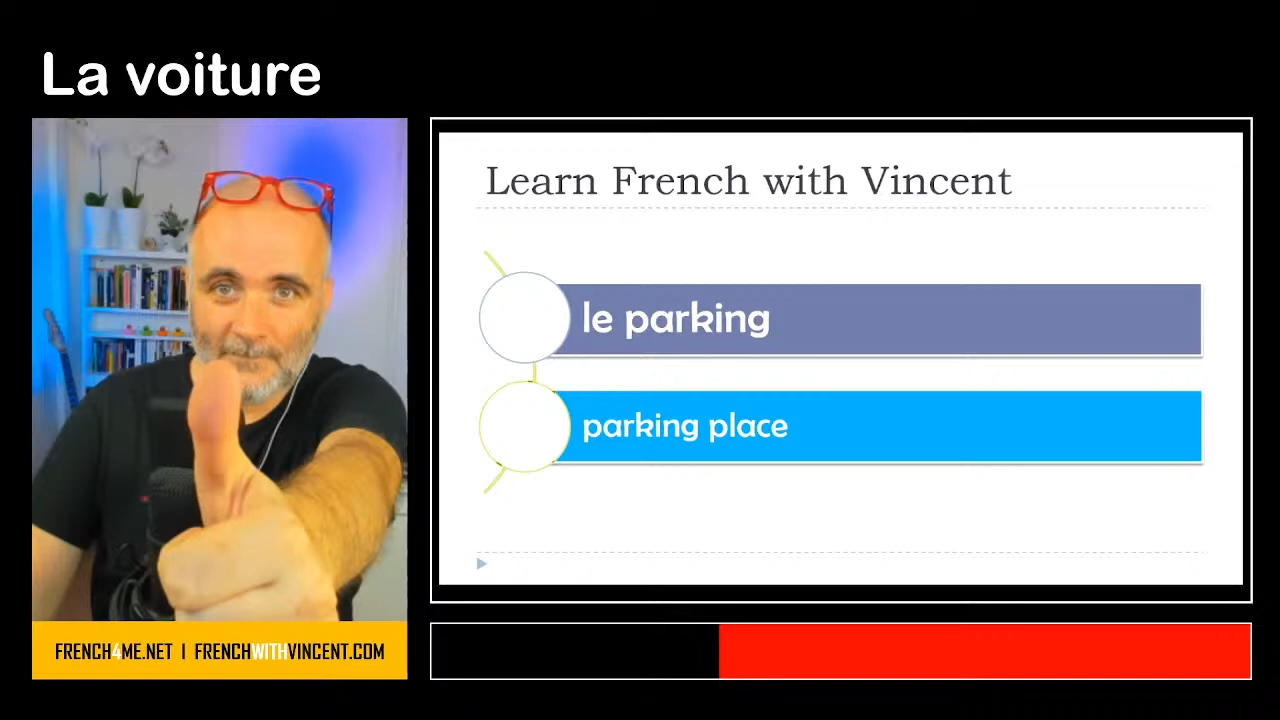 La voiture
Learn French with Vincent
le parking
parking place
FRENCH4ME.NET I FRENCHWITHVINCENT.COM